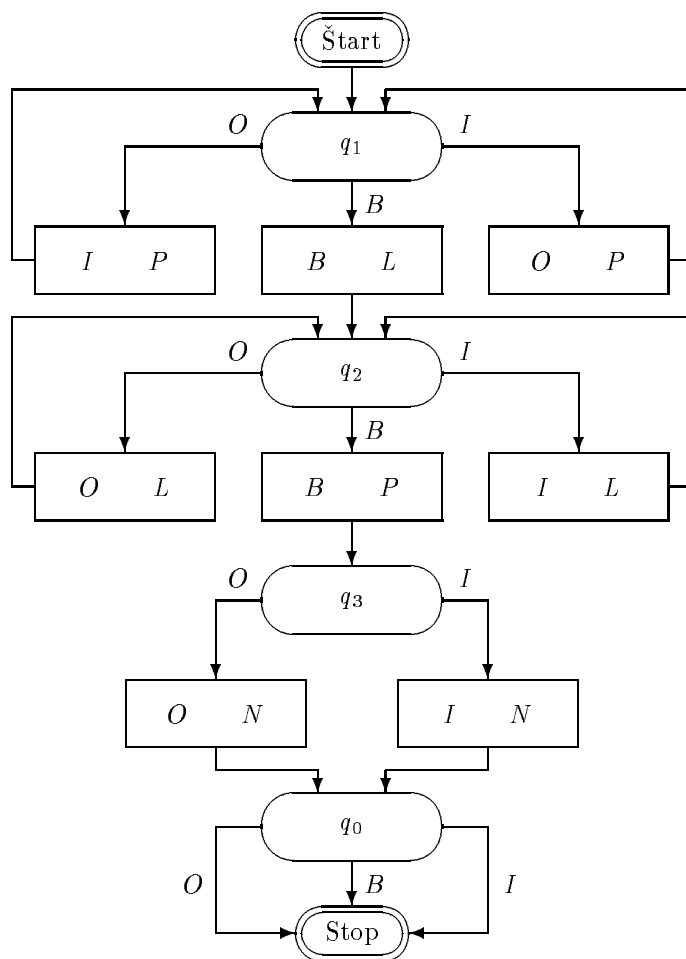 Štart
O I
q1
B
I P B L O P
O I
q2
B
O L B P I L
O I
q3
O N I N
q0
O B I
Stop